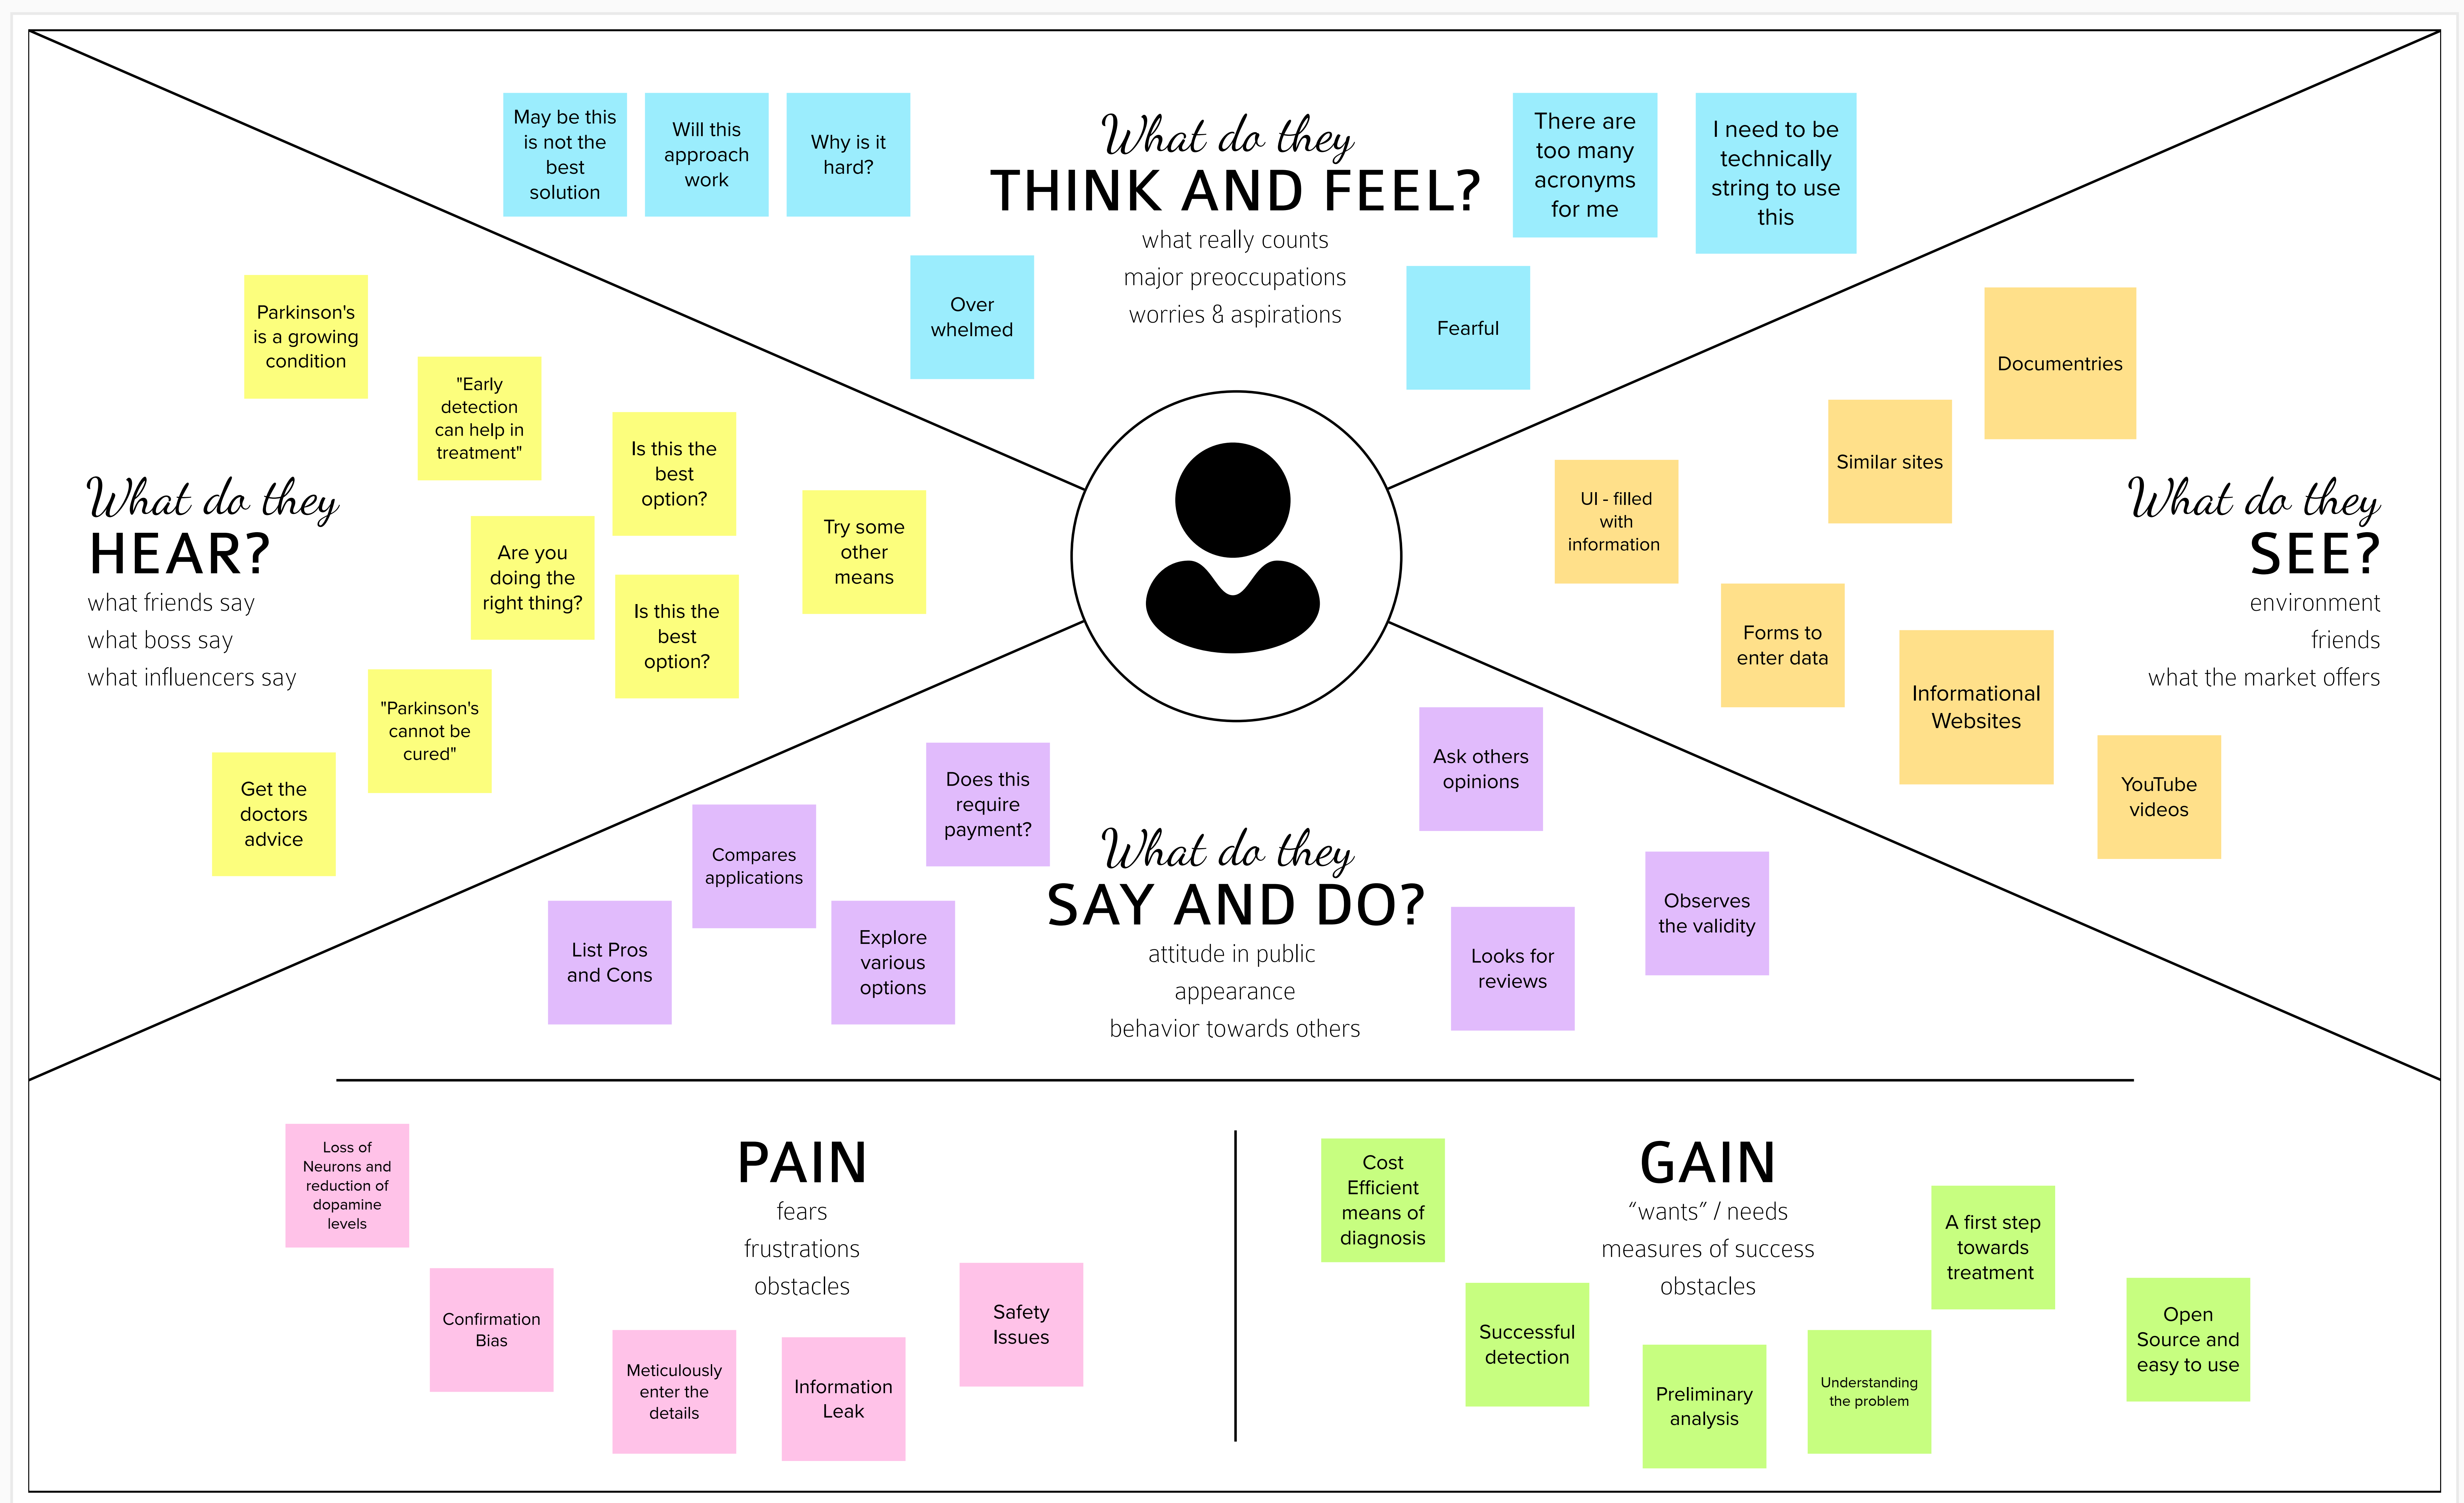 What do they
THINK AND FEEL?
what really counts
major preoccupations
worries & aspirations
May be this
is not the
best
solution
Will this
approach
work
Why is it
hard?
Over
whelmed
There are
too many
acronyms
for me
I need to be
technically
string to use
this
Fearful
What do they
HEAR?
what friends say
what boss say
what influencers say
Parkinson's
is a growing
condition
"Early
detection
can help in
treatment"
Is this the
best
option?
Try some
other
means
Are you
doing the
right thing?
Is this the
best
option?
"Parkinson's
cannot be
cured"
Get the
doctors
advice
What do they
SEE?
environment
friends
what the market offers
Documentries
Similar sites
UI - filled
with
information
Forms to
enter data
Informational
Websites
YouTube
videos
What do they
SAY AND DO?
attitude in public
appearance
behavior towards others
Does this
require
payment?
Compares
applications
List Pros
and Cons
Explore
various
options
Ask others
opinions
Observes
the validity
Looks for
reviews
PAIN
fears
frustrations
obstacles
Loss of
Neurons and
reduction of
dopamine
levels
Confirmation
Bias
Meticulously
enter the
details
Information
Leak
Safety
Issues
GAIN
“wants” / needs
measures of success
obstacles
Cost
Efficient
means of
diagnosis
Successful
detection
Preliminary
analysis
Understanding
the problem
A first step
towards
treatment
Open
Source and
easy to use